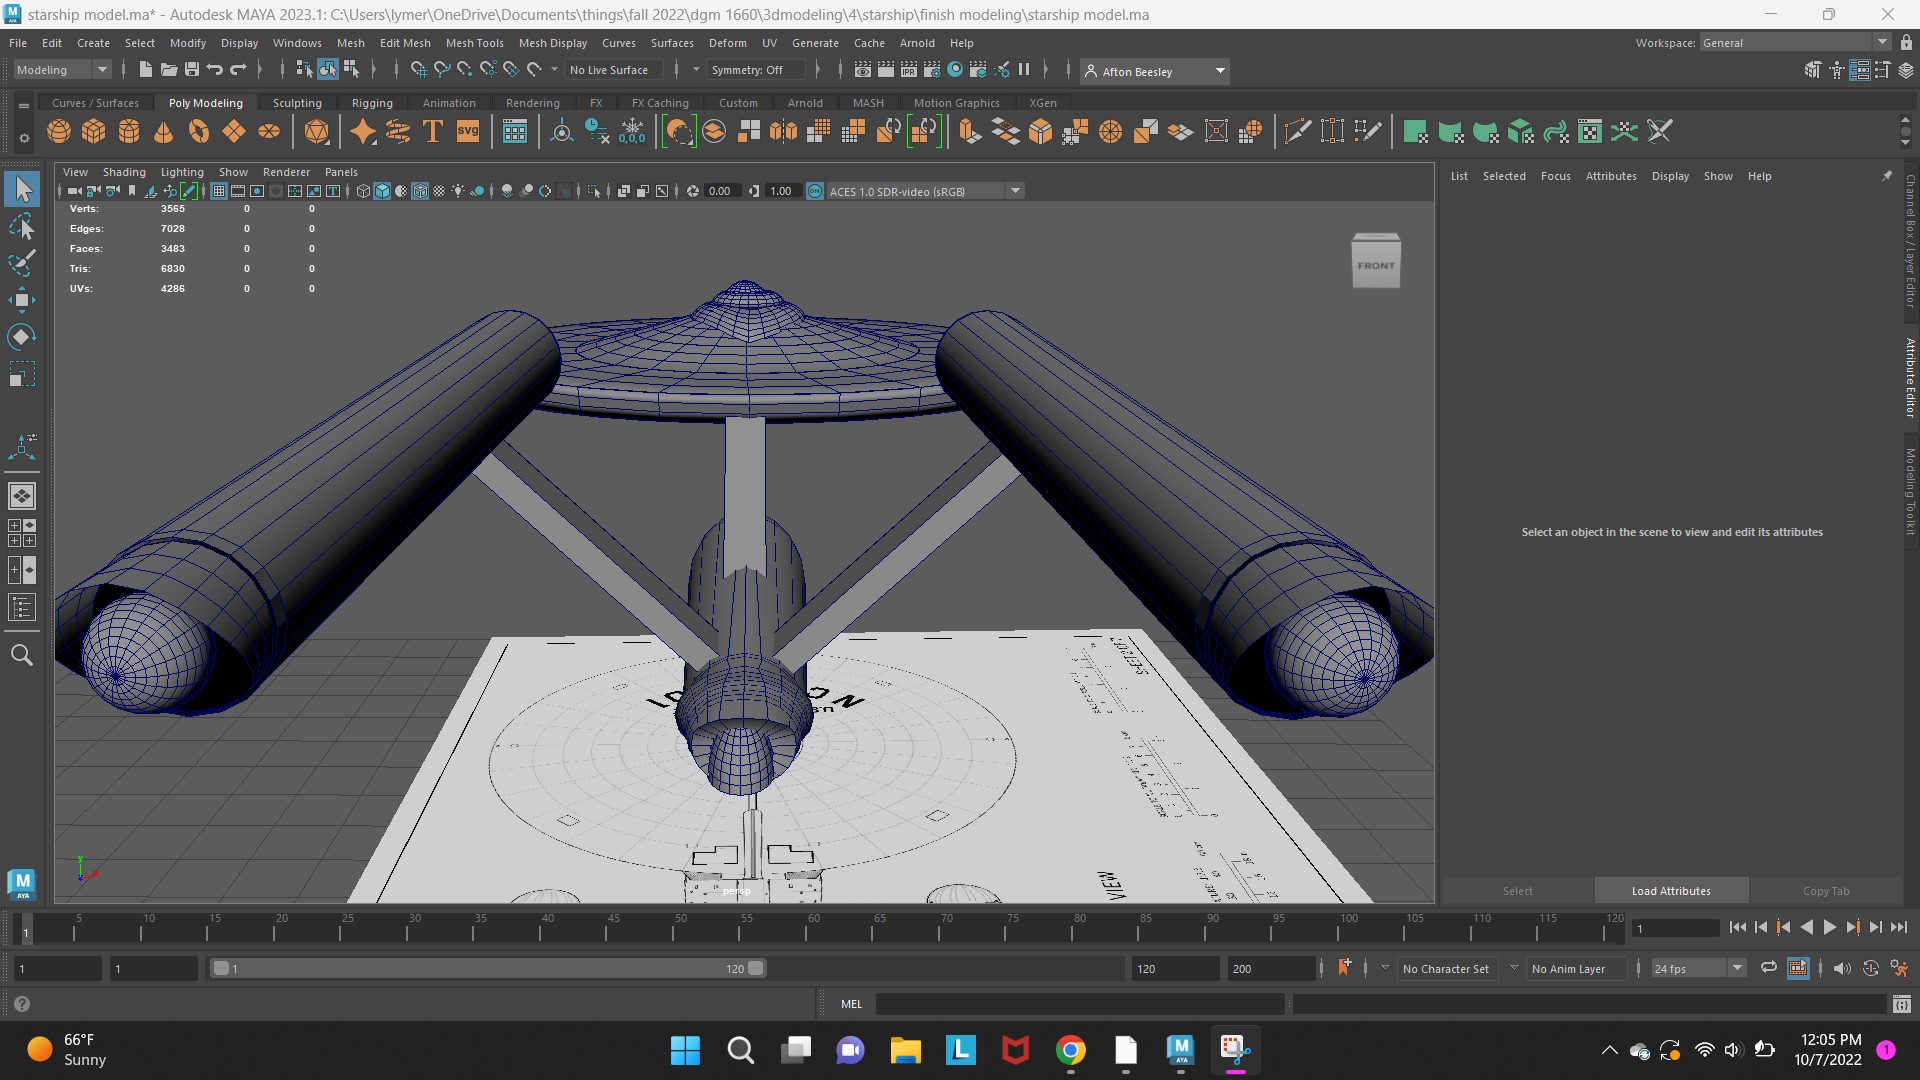 starship model.ma* - Autodesk MAYA 2023.1: C:\Users\lymer\OneDrive\Documents\things\fall 2022\dgm 1660\3dmodeling\4\starship\finish modeling\starship model.ma
File Edit Create Select Modify Display Windows Mesh Edit Mesh Mesh Tools Mesh Display Curves Surfaces Deform UV Generate Cache Arnold Help
Workspace: General
Modeling
No Live Surface
Symmetry: Off
IPR
Afton Beesley
Curves / Surfaces Poly Modeling Sculpting Rigging Animation Rendering FX FX Caching Custom Arnold MASH Motion Graphics XGen
T
svg
0,0,0
View Shading Lighting Show Renderer Panels
0.00 1.00 ON ACES 1.0 SDR-video (sRGB)
List Selected Focus Attributes Display Show Help
Verts: 3565 0 0
Edges: 7028 0 0
Faces: 3483 0 0
Tris: 6830 0 0
UVs: 4286 0 0
FRONT
Channel Box / Layer Editor
Attribute Editor
Modeling Toolkit
Select an object in the scene to view and edit its attributes
VIEW
y
x
persp
M
AYA
Select Load Attributes Copy Tab
1 5 10 15 20 25 30 35 40 45 50 55 60 65 70 75 80 85 90 95 100 105 110 115 120
1
1 1 1 120 120 200 No Character Set No Anim Layer 24 fps
MEL
66°F
Sunny
12:05 PM
10/7/2022
1